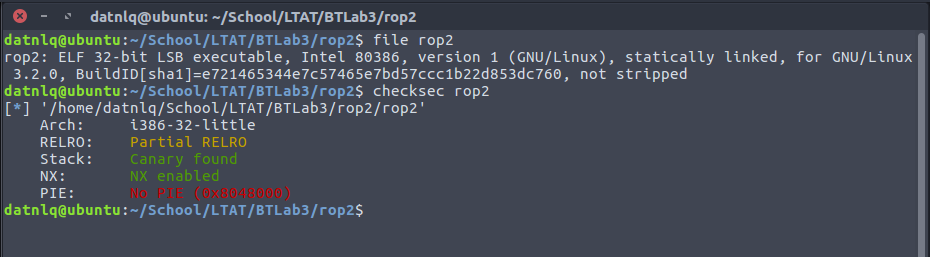 datnlq@ubuntu: ~/School/LTAT/BTLab3/rop2
datnlq@ubuntu:~/School/LTAT/BTLab3/rop2$ file rop2
rop2: ELF 32-bit LSB executable, Intel 80386, version 1 (GNU/Linux), statically linked, for GNU/Linux
3.2.0, BuildID[sha1]=e721465344e7c57465e7bd57ccc1b22d853dc760, not stripped
datnlq@ubuntu:~/School/LTAT/BTLab3/rop2$ checksec rop2
[*] '/home/datnlq/School/LTAT/BTLab3/rop2/rop2'
Arch: i386-32-little
RELRO: Partial RELRO
Stack: Canary found
NX: NX enabled
PIE: No PIE (0x8048000)
datnlq@ubuntu:~/School/LTAT/BTLab3/rop2$